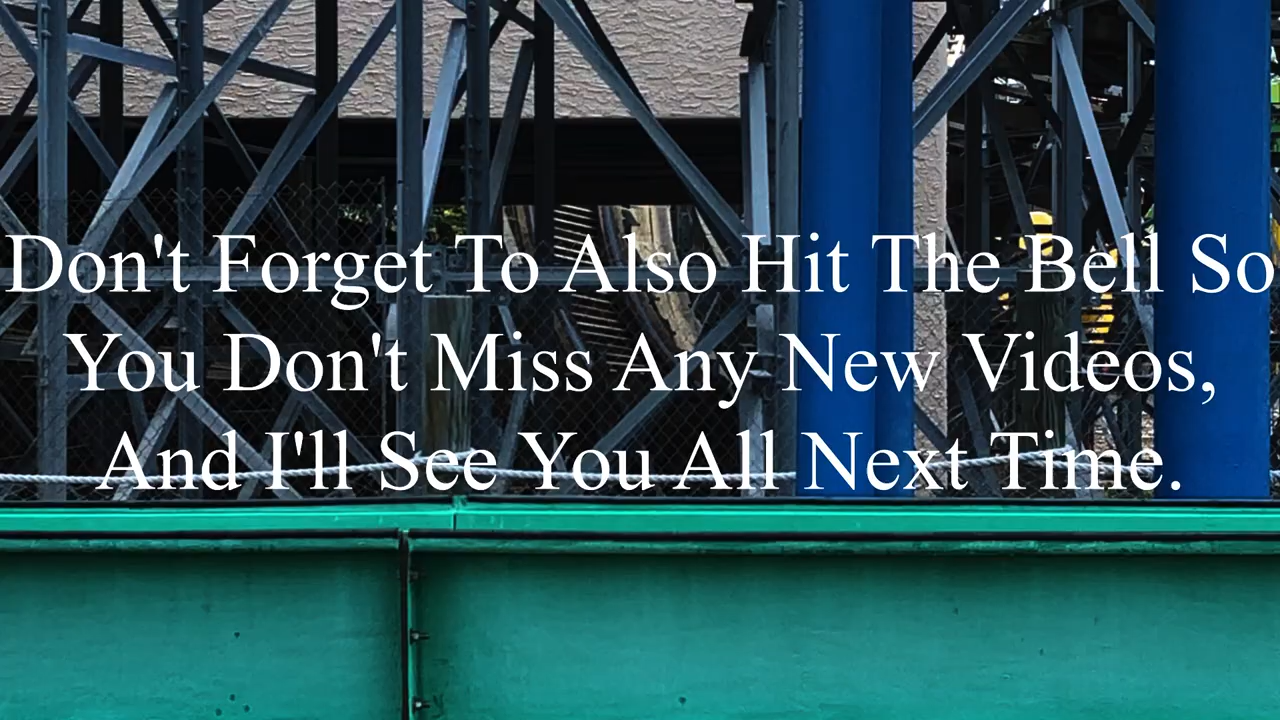 Don't Forget To Also Hit The Bell So
You Don't Miss Any New Videos,
And I'll See You All Next Time.